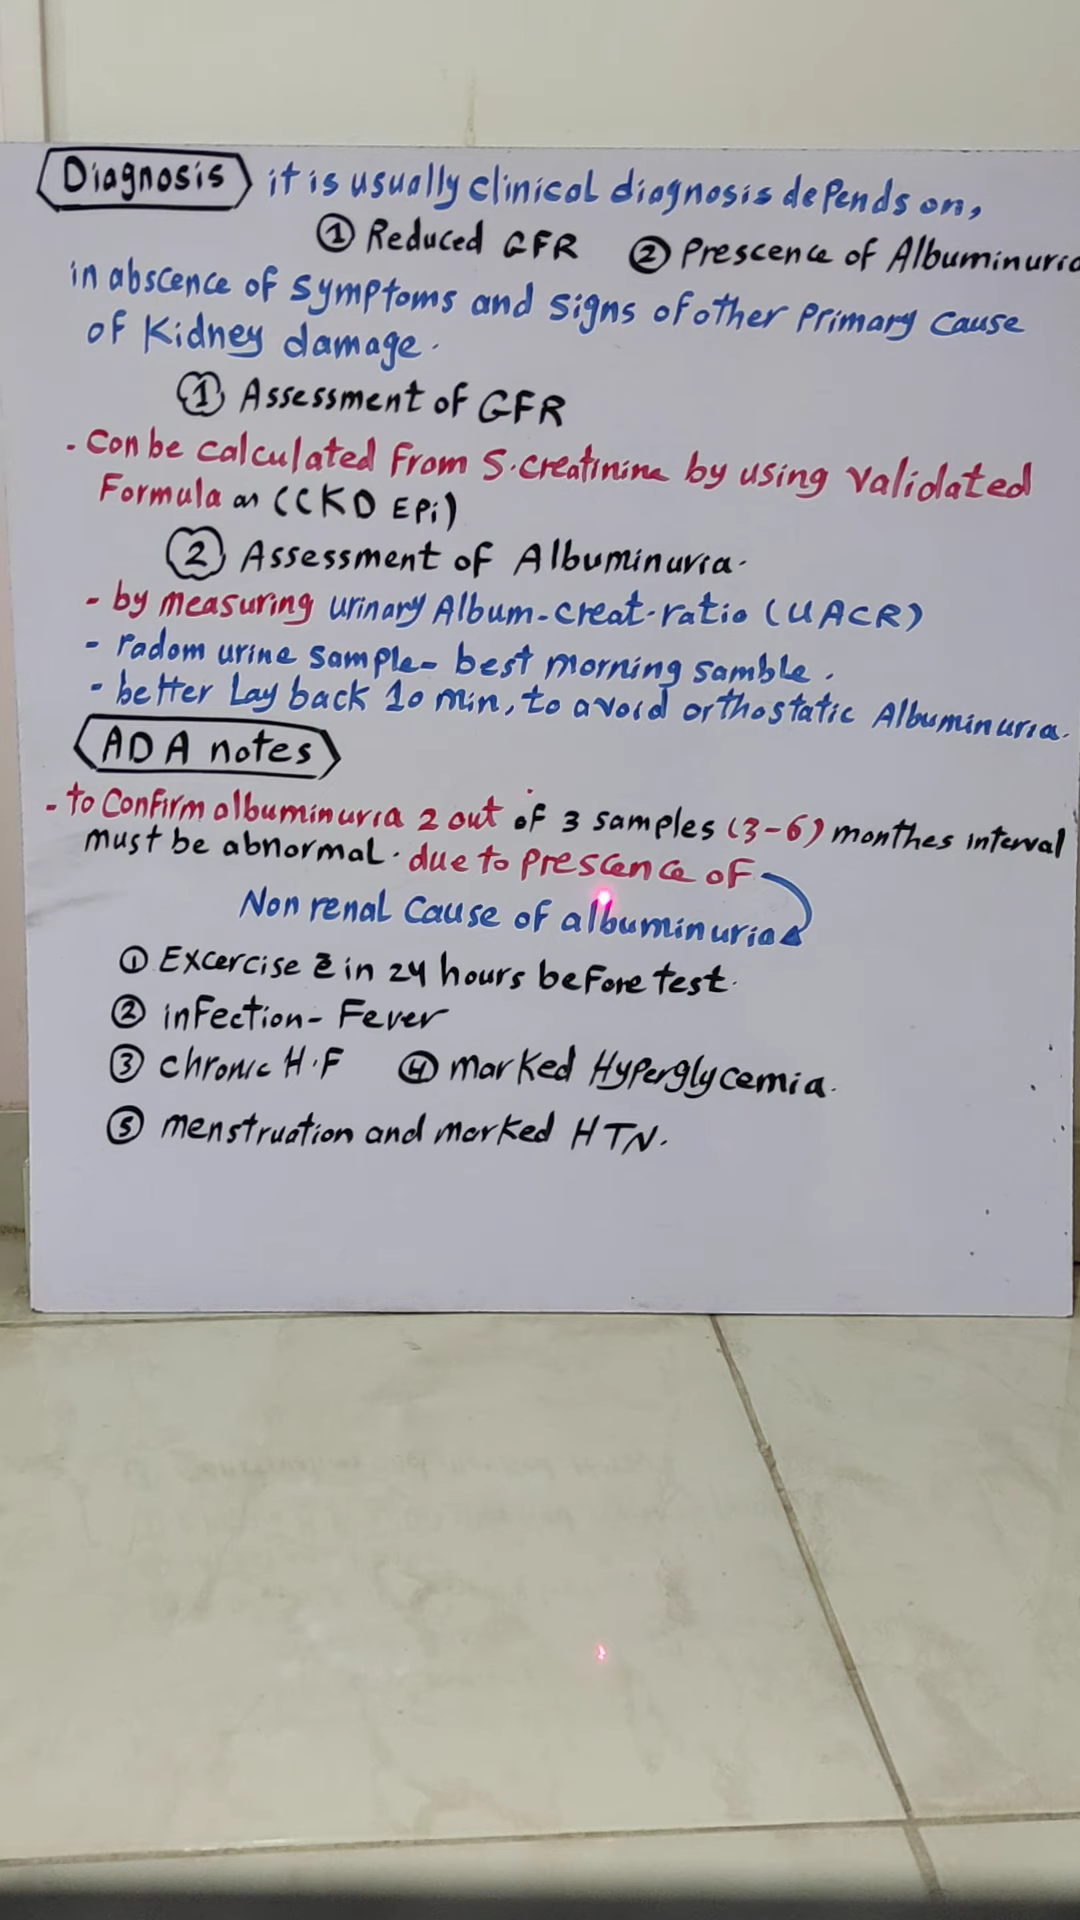 Diagnosis it is usually clinical diagnosis depends on,
① Reduced GFR ② Prescence of Albuminuria
in abscence of symptoms and signs of other Primary cause
of Kidney damage.
① Assessment of GFR
- Can be calculated from S.creatinine by using validated
Formula as (CKD EPi)
② Assessment of Albuminuria.
- by measuring urinary Album-creat-ratio (UACR)
- radom urine sample- best morning samble.
- better Lay back 10 min, to avoid orthostatic Albuminuria.
ADA notes
- to Confirm albuminuria 2 out of 3 samples (3-6) monthes interval
must be abnormal. due to prescence of
Non renal Cause of albuminuria
① Excercise in 24 hours before test.
② infection- Fever
③ chronic H.F ④ marked Hyperglycemia.
⑤ menstruation and marked HTN.